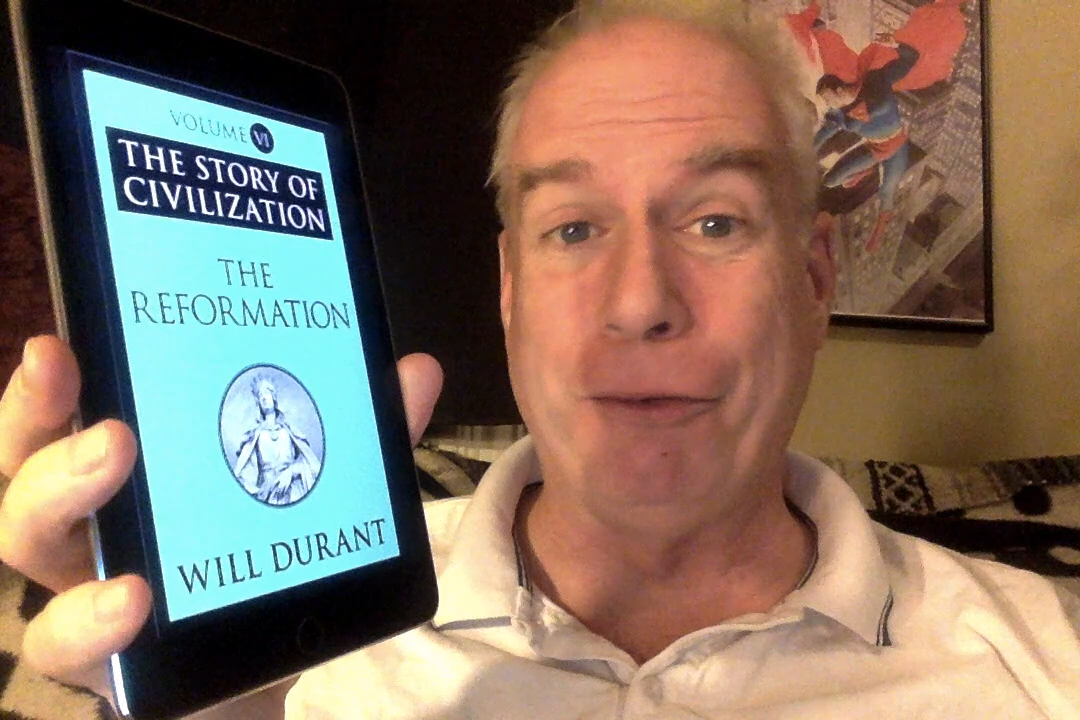 VOLUME VI
THE STORY OF
CIVILIZATION
THE
REFORMATION
WILL DURANT